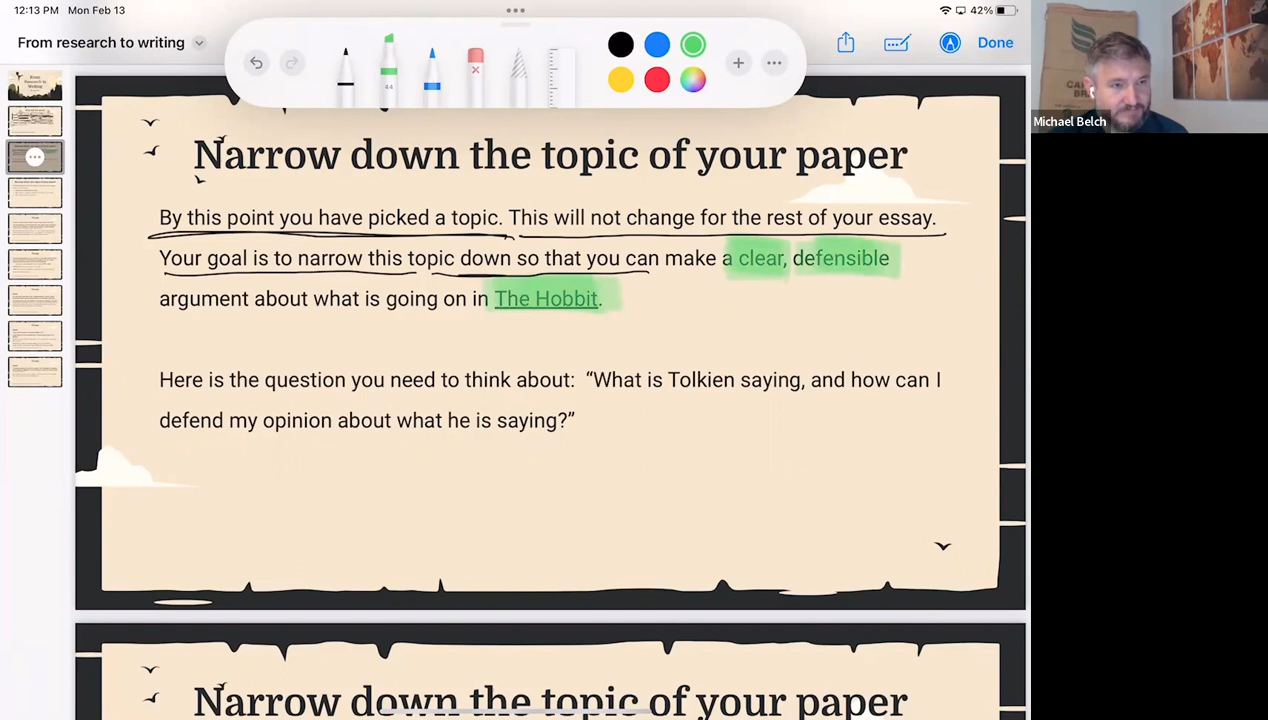 12:13 PM Mon Feb 13
42%
From research to writing
44
Done
Michael Belch
Narrow down the topic of your paper
By this point you have picked a topic. This will not change for the rest of your essay.
Your goal is to narrow this topic down so that you can make a clear, defensible
argument about what is going on in The Hobbit.
Here is the question you need to think about: “What is Tolkien saying, and how can I
defend my opinion about what he is saying?”
Narrow down the topic of your paper